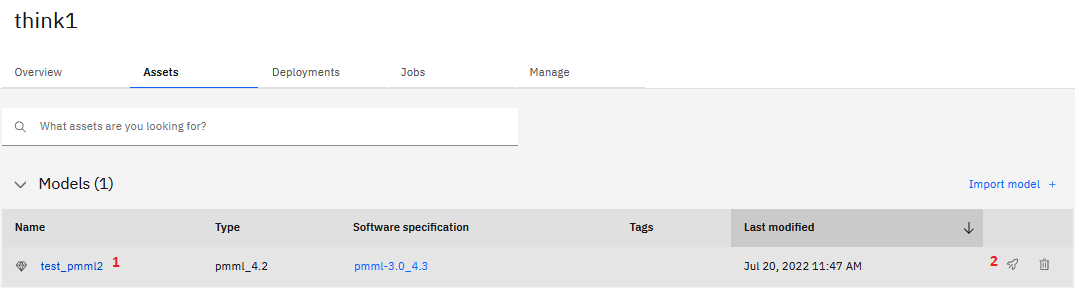 think1
Overview Assets Deployments Jobs Manage
What assets are you looking for?
Models (1) Import model +
Name Type Software specification Tags Last modified
test_pmml2 1 pmml_4.2 pmml-3.0_4.3 Jul 20, 2022 11:47 AM 2